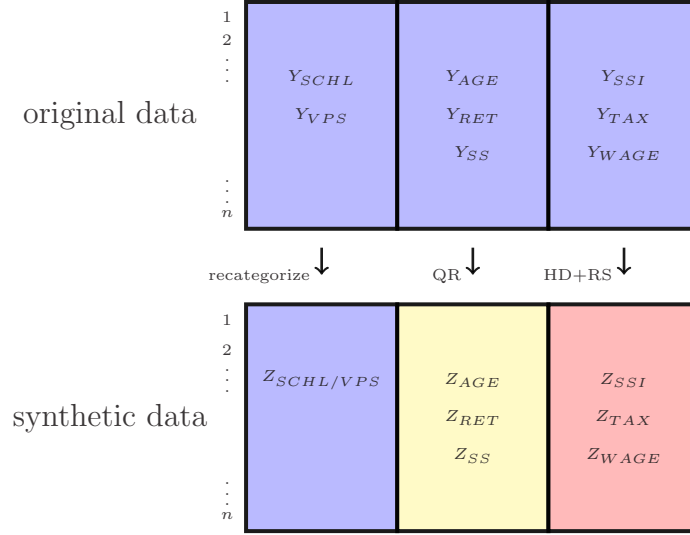 1
2
Y_SCHL Y_AGE Y_SSI
original data Y_VPS Y_RET Y_TAX
Y_SS Y_WAGE
n
recategorize ↓ QR ↓ HD+RS ↓
1
2
Z_SCHL/VPS Z_AGE Z_SSI
synthetic data Z_RET Z_TAX
Z_SS Z_WAGE
n